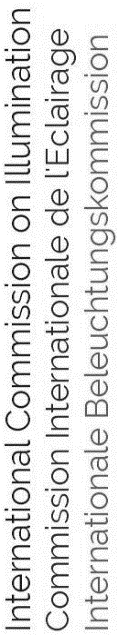 International Commission on Illumination
Commission Internationale de l'Eclairage
Internationale Beleuchtungskommission